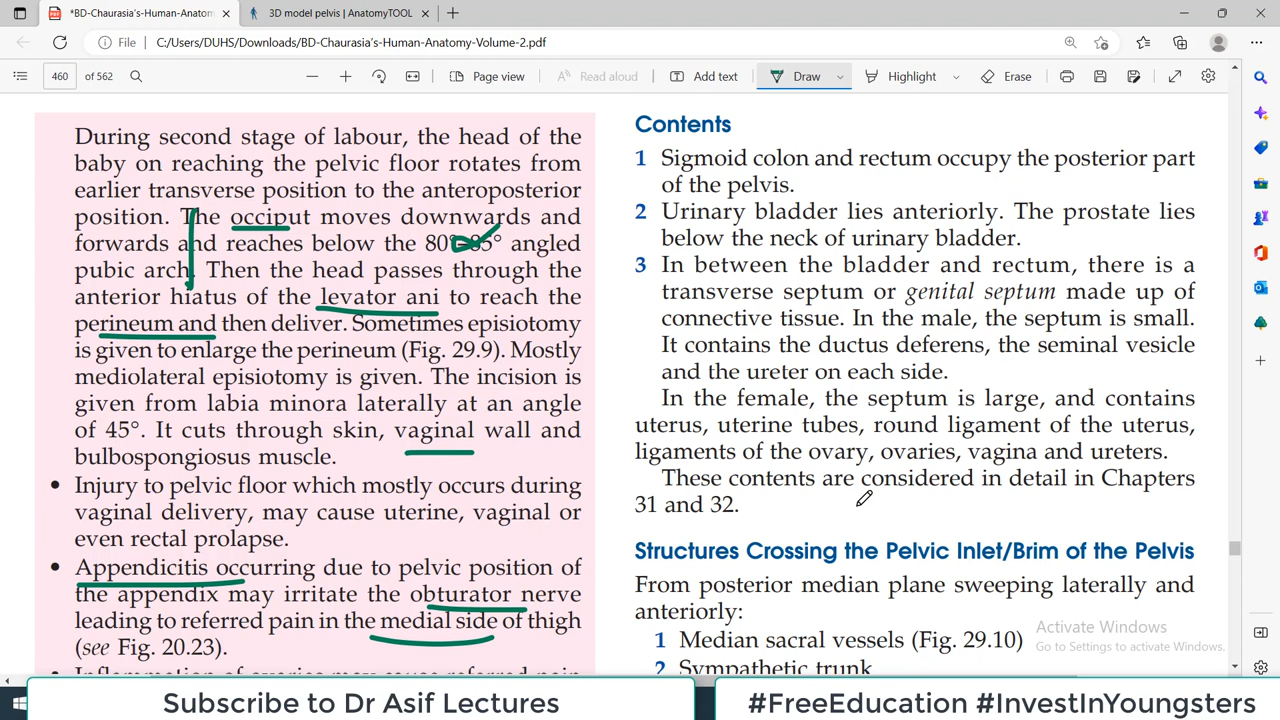 *BD-Chaurasia's-Human-Anatom
3D model pelvis | AnatomyTOOL
File
C:/Users/DUHS/Downloads/BD-Chaurasia's-Human-Anatomy-Volume-2.pdf
460
of 562
Page view
Read aloud
Add text
Draw
Highlight
Erase
During second stage of labour, the head of the
baby on reaching the pelvic floor rotates from
earlier transverse position to the anteroposterior
position. The occiput moves downwards and
forwards and reaches below the 80°–85° angled
pubic arch. Then the head passes through the
anterior hiatus of the levator ani to reach the
perineum and then deliver. Sometimes episiotomy
is given to enlarge the perineum (Fig. 29.9). Mostly
mediolateral episiotomy is given. The incision is
given from labia minora laterally at an angle
of 45°. It cuts through skin, vaginal wall and
bulbospongiosus muscle.
• Injury to pelvic floor which mostly occurs during
vaginal delivery, may cause uterine, vaginal or
even rectal prolapse.
• Appendicitis occurring due to pelvic position of
the appendix may irritate the obturator nerve
leading to referred pain in the medial side of thigh
(see Fig. 20.23).
• Inflammation of ovaries may cause referred pain
Contents
1 Sigmoid colon and rectum occupy the posterior part
of the pelvis.
2 Urinary bladder lies anteriorly. The prostate lies
below the neck of urinary bladder.
3 In between the bladder and rectum, there is a
transverse septum or genital septum made up of
connective tissue. In the male, the septum is small.
It contains the ductus deferens, the seminal vesicle
and the ureter on each side.
In the female, the septum is large, and contains
uterus, uterine tubes, round ligament of the uterus,
ligaments of the ovary, ovaries, vagina and ureters.
These contents are considered in detail in Chapters
31 and 32.
Structures Crossing the Pelvic Inlet/Brim of the Pelvis
From posterior median plane sweeping laterally and
anteriorly:
1 Median sacral vessels (Fig. 29.10)
2 Sympathetic trunk
Activate Windows
Go to Settings to activate Windows.
Subscribe to Dr Asif Lectures
#FreeEducation #InvestInYoungsters